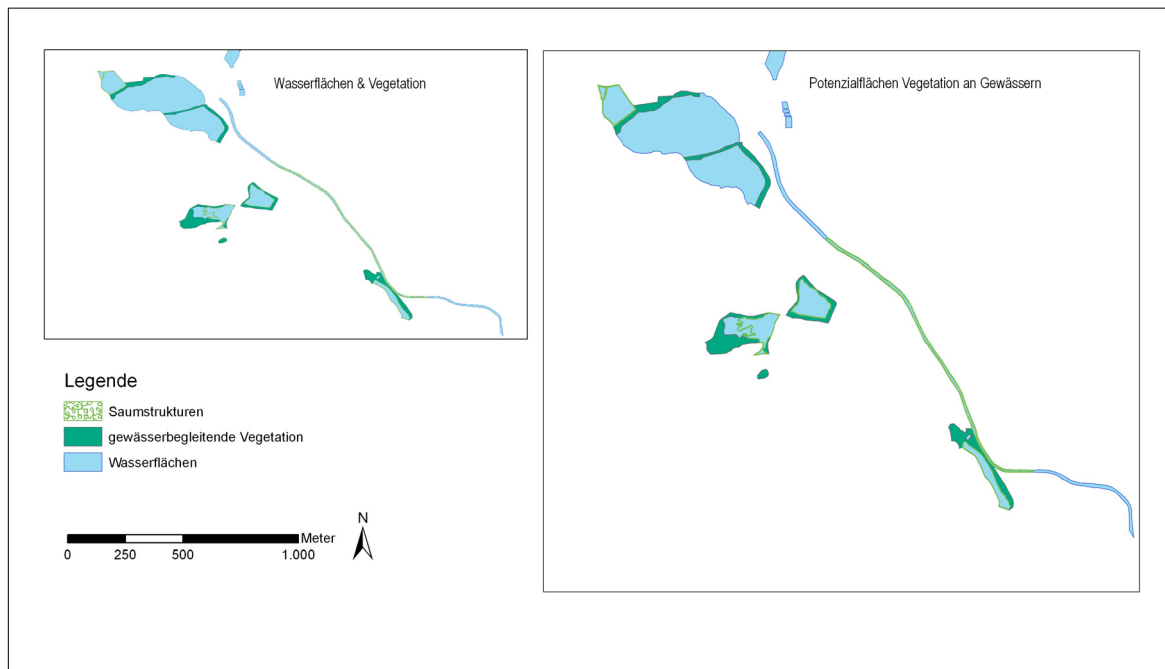 Wasserflächen & Vegetation
Potenzialflächen Vegetation an Gewässern
Legende
Saumstrukturen
gewässerbegleitende Vegetation
Wasserflächen
N
Meter
0 250 500 1.000